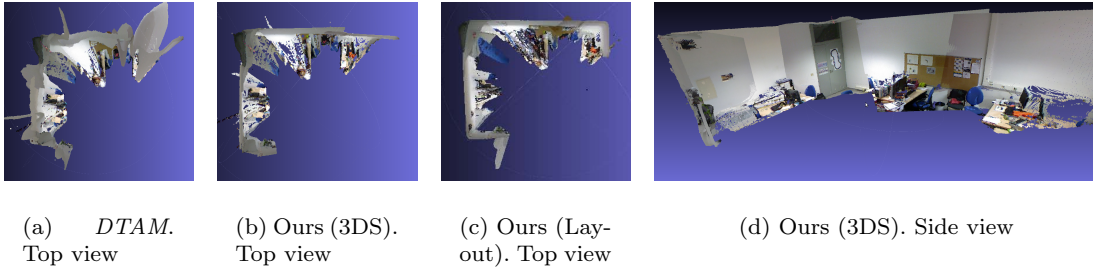 (a) DTAM.
Top view
(b) Ours (3DS).
Top view
(c) Ours (Lay-
out). Top view
(d) Ours (3DS). Side view